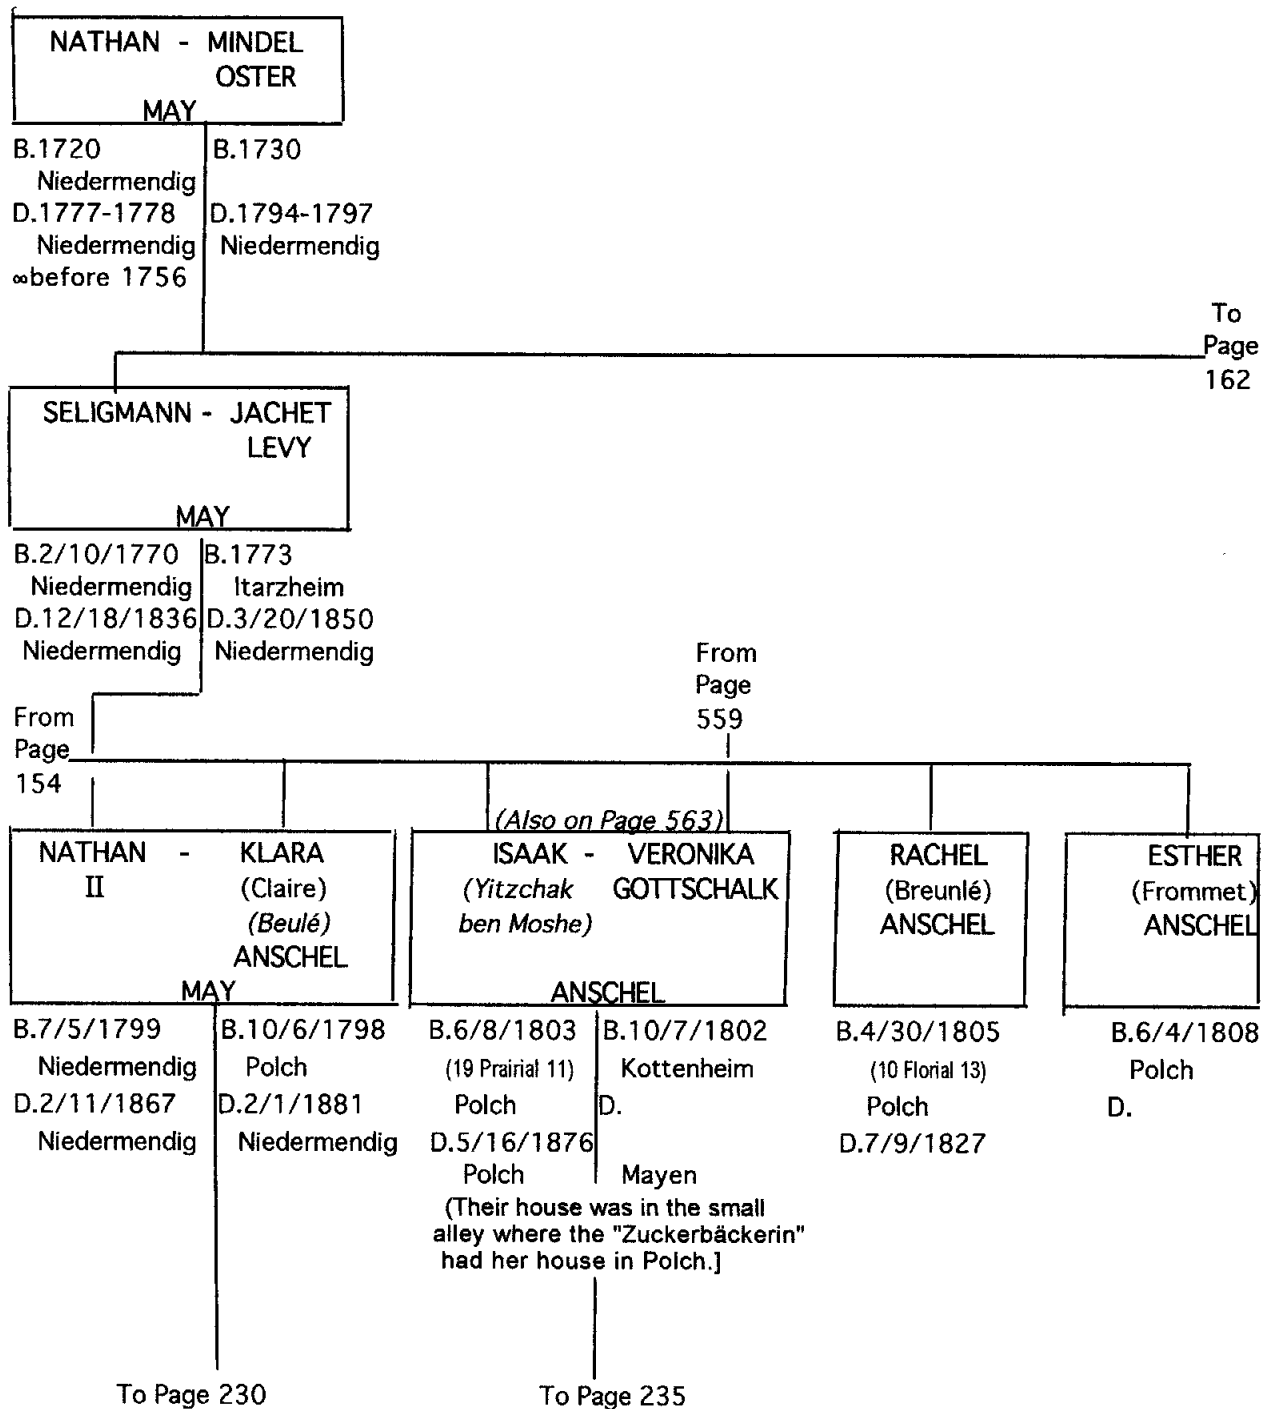 NATHAN - MINDEL
OSTER
MAY
B.1720 B.1730
Niedermendig
D.1777-1778 D.1794-1797
Niedermendig Niedermendig
∞before 1756
To
Page
162
SELIGMANN - JACHET
LEVY
MAY
B.2/10/1770 B.1773
Niedermendig Itarzheim
D.12/18/1836 D.3/20/1850
Niedermendig Niedermendig
From
Page
559
From
Page
154
(Also on Page 563)
NATHAN - KLARA
II (Claire)
(Beulé)
ANSCHEL
MAY
B.7/5/1799 B.10/6/1798
Niedermendig Polch
D.2/11/1867 D.2/1/1881
Niedermendig Niedermendig
To Page 230
ISAAK - VERONIKA
(Yitzchak GOTTSCHALK
ben Moshe)
ANSCHEL
B.6/8/1803 B.10/7/1802
(19 Prairial 11) Kottenheim
Polch D.
D.5/16/1876
Polch Mayen
(Their house was in the small
alley where the "Zuckerbäckerin"
had her house in Polch.]
To Page 235
RACHEL
(Breunlé)
ANSCHEL
B.4/30/1805
(10 Florial 13)
Polch
D.7/9/1827
ESTHER
(Frommet)
ANSCHEL
B.6/4/1808
Polch
D.